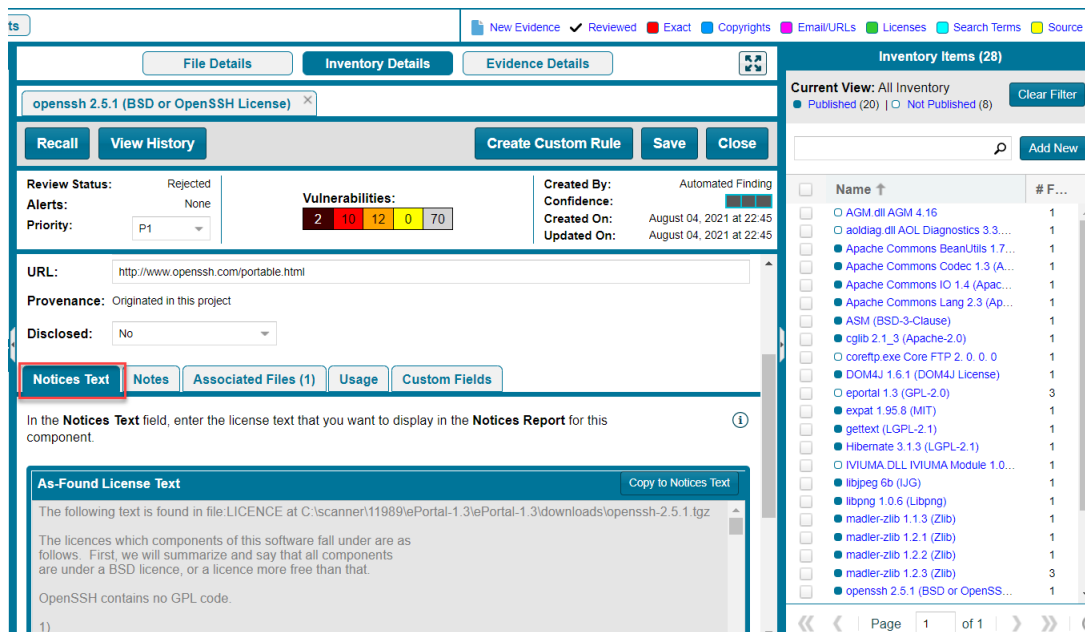 ts
New Evidence Reviewed Exact Copyrights Email/URLs Licenses Search Terms Source
File Details Inventory Details Evidence Details
openssh 2.5.1 (BSD or OpenSSH License)
Recall View History Create Custom Rule Save Close
Review Status: Rejected
Alerts: None
Priority: P1
Vulnerabilities:
2 10 12 0 70
Created By: Automated Finding
Confidence:
Created On: August 04, 2021 at 22:45
Updated On: August 04, 2021 at 22:45
URL: http://www.openssh.com/portable.html
Provenance: Originated in this project
Disclosed: No
Notices Text Notes Associated Files (1) Usage Custom Fields
In the Notices Text field, enter the license text that you want to display in the Notices Report for this
component.
As-Found License Text Copy to Notices Text
The following text is found in file:LICENCE at C:\scanner\11989\ePortal-1.3\ePortal-1.3\downloads\openssh-2.5.1.tgz
The licences which components of this software fall under are as
follows. First, we will summarize and say that all components
are under a BSD licence, or a licence more free than that.
OpenSSH contains no GPL code.
1)
Inventory Items (28)
Current View: All Inventory
Published (20) | Not Published (8)
Clear Filter
Add New
Name # F...
AGM.dll AGM 4.16 1
aoldiag.dll AOL Diagnostics 3.3.... 1
Apache Commons BeanUtils 1.7... 1
Apache Commons Codec 1.3 (A... 1
Apache Commons IO 1.4 (Apac... 1
Apache Commons Lang 2.3 (Ap... 1
ASM (BSD-3-Clause) 1
cglib 2.1_3 (Apache-2.0) 1
coreftp.exe Core FTP 2. 0. 0. 0 1
DOM4J 1.6.1 (DOM4J License) 1
eportal 1.3 (GPL-2.0) 3
expat 1.95.8 (MIT) 1
gettext (LGPL-2.1) 1
Hibernate 3.1.3 (LGPL-2.1) 1
IVIUMA.DLL IVIUMA Module 1.0... 1
libjpeg 6b (IJG) 1
libpng 1.0.6 (Libpng) 1
madler-zlib 1.1.3 (Zlib) 1
madler-zlib 1.2.1 (Zlib) 1
madler-zlib 1.2.2 (Zlib) 1
madler-zlib 1.2.3 (Zlib) 3
openssh 2.5.1 (BSD or OpenSS... 1
Page 1 of 1